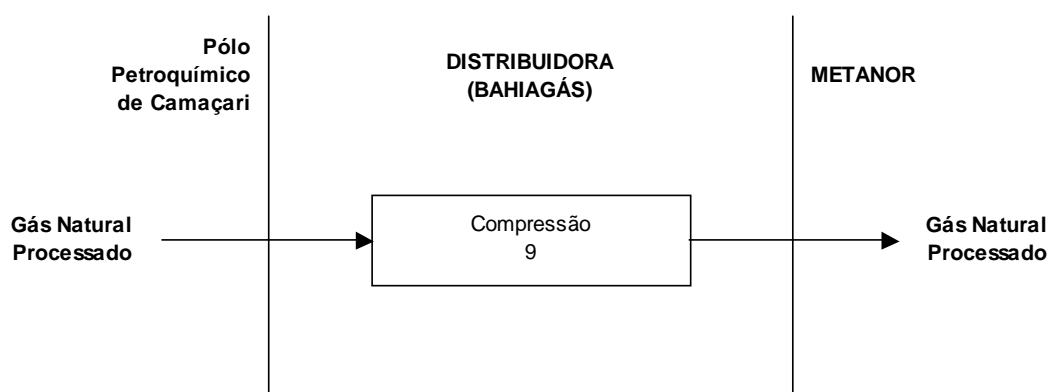 Pólo
Petroquímico
de Camaçari
DISTRIBUIDORA
(BAHIAGÁS)
METANOR
Gás Natural
Processado
Compressão
9
Gás Natural
Processado